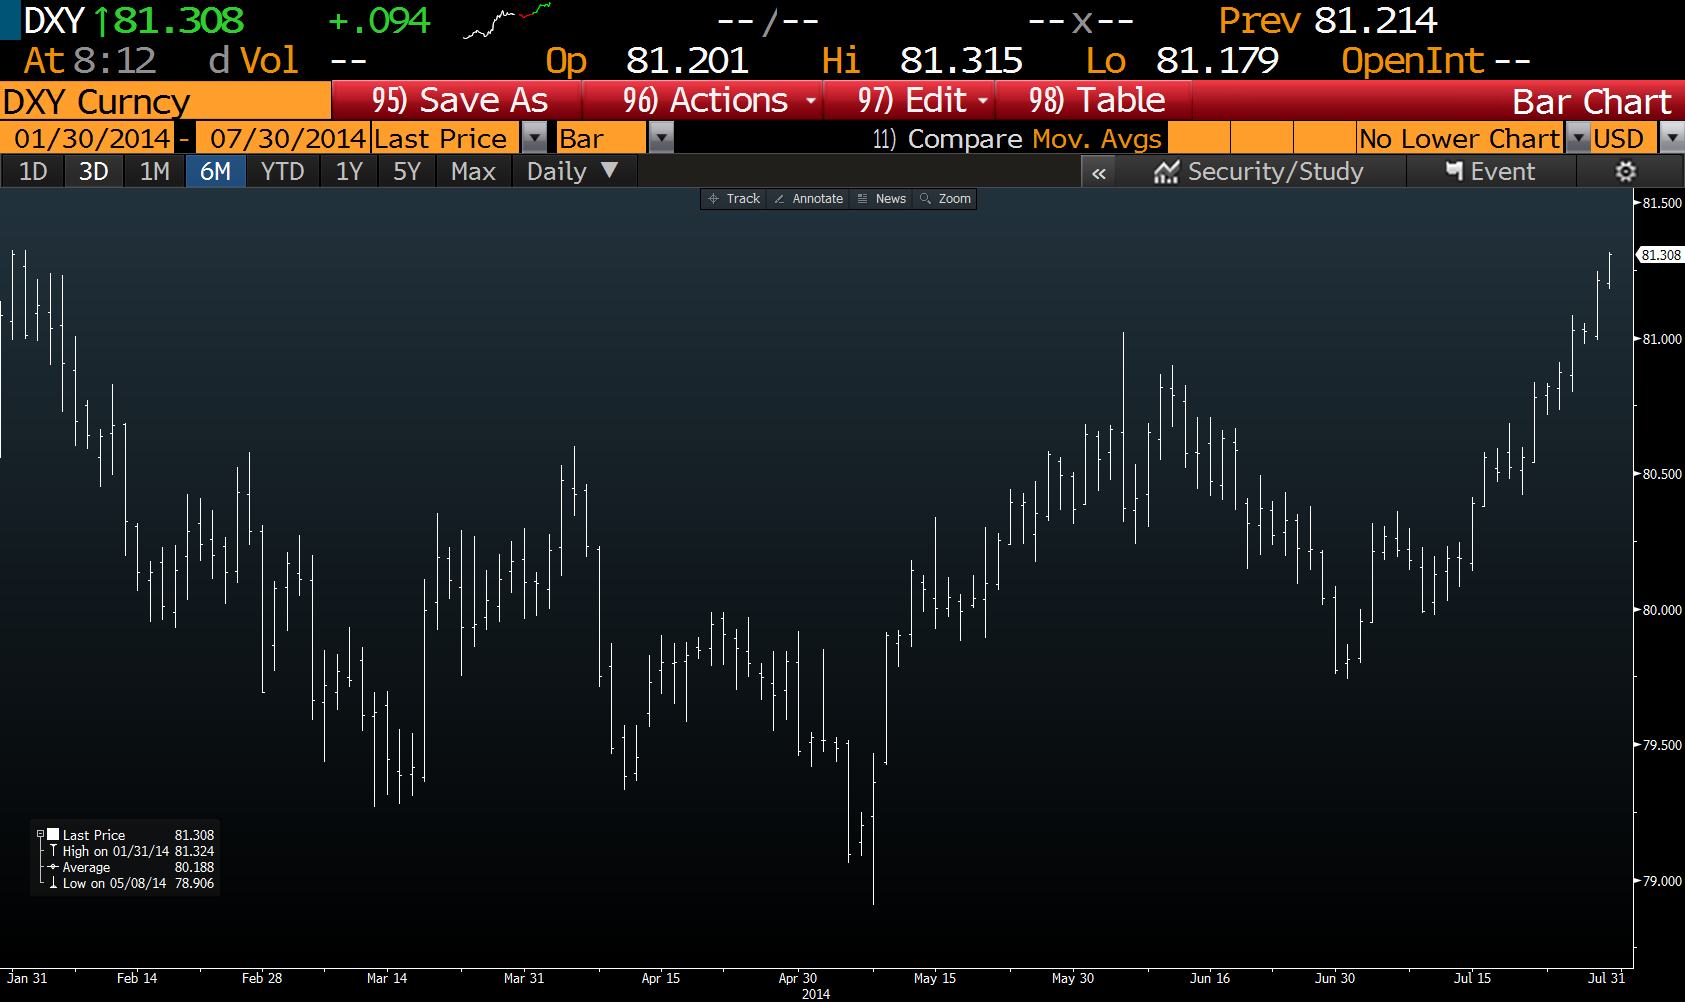 DXY ↑81.308 +.094 -- /-- --x-- Prev 81.214
At 8:12 d Vol -- Op 81.201 Hi 81.315 Lo 81.179 OpenInt --
DXY Curncy 95) Save As 96) Actions 97) Edit 98) Table Bar Chart
01/30/2014 - 07/30/2014 Last Price Bar 11) Compare Mov. Avgs No Lower Chart USD
1D 3D 1M 6M YTD 1Y 5Y Max Daily ▼ « Security/Study Event
Track Annotate News Zoom
81.500
81.308
81.000
80.500
80.000
79.500
79.000
Last Price 81.308
High on 01/31/14 81.324
Average 80.188
Low on 05/08/14 78.906
Jan 31 Feb 14 Feb 28 Mar 14 Mar 31 Apr 15 Apr 30 May 15 May 30 Jun 16 Jun 30 Jul 15 Jul 31
2014